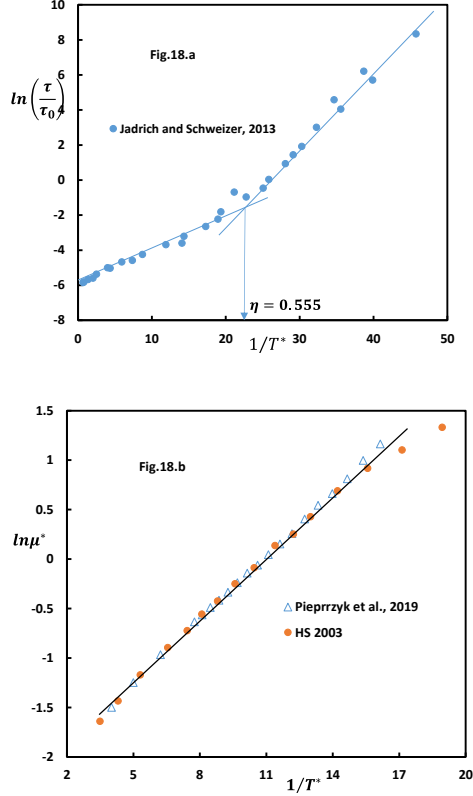 10
8
Fig.18.a
6
ln(τ/τ₀)
4
Jadrich and Schweizer, 2013
2
0
-2
-4
-6
η = 0.555
-8
0 10 20 30 40 50
1/T*
1.5
1
Fig.18.b
0.5
lnμ*
0
Pieprrzyk et al., 2019
-0.5
HS 2003
-1
-1.5
-2
2 5 8 11 14 17 20
1/T*